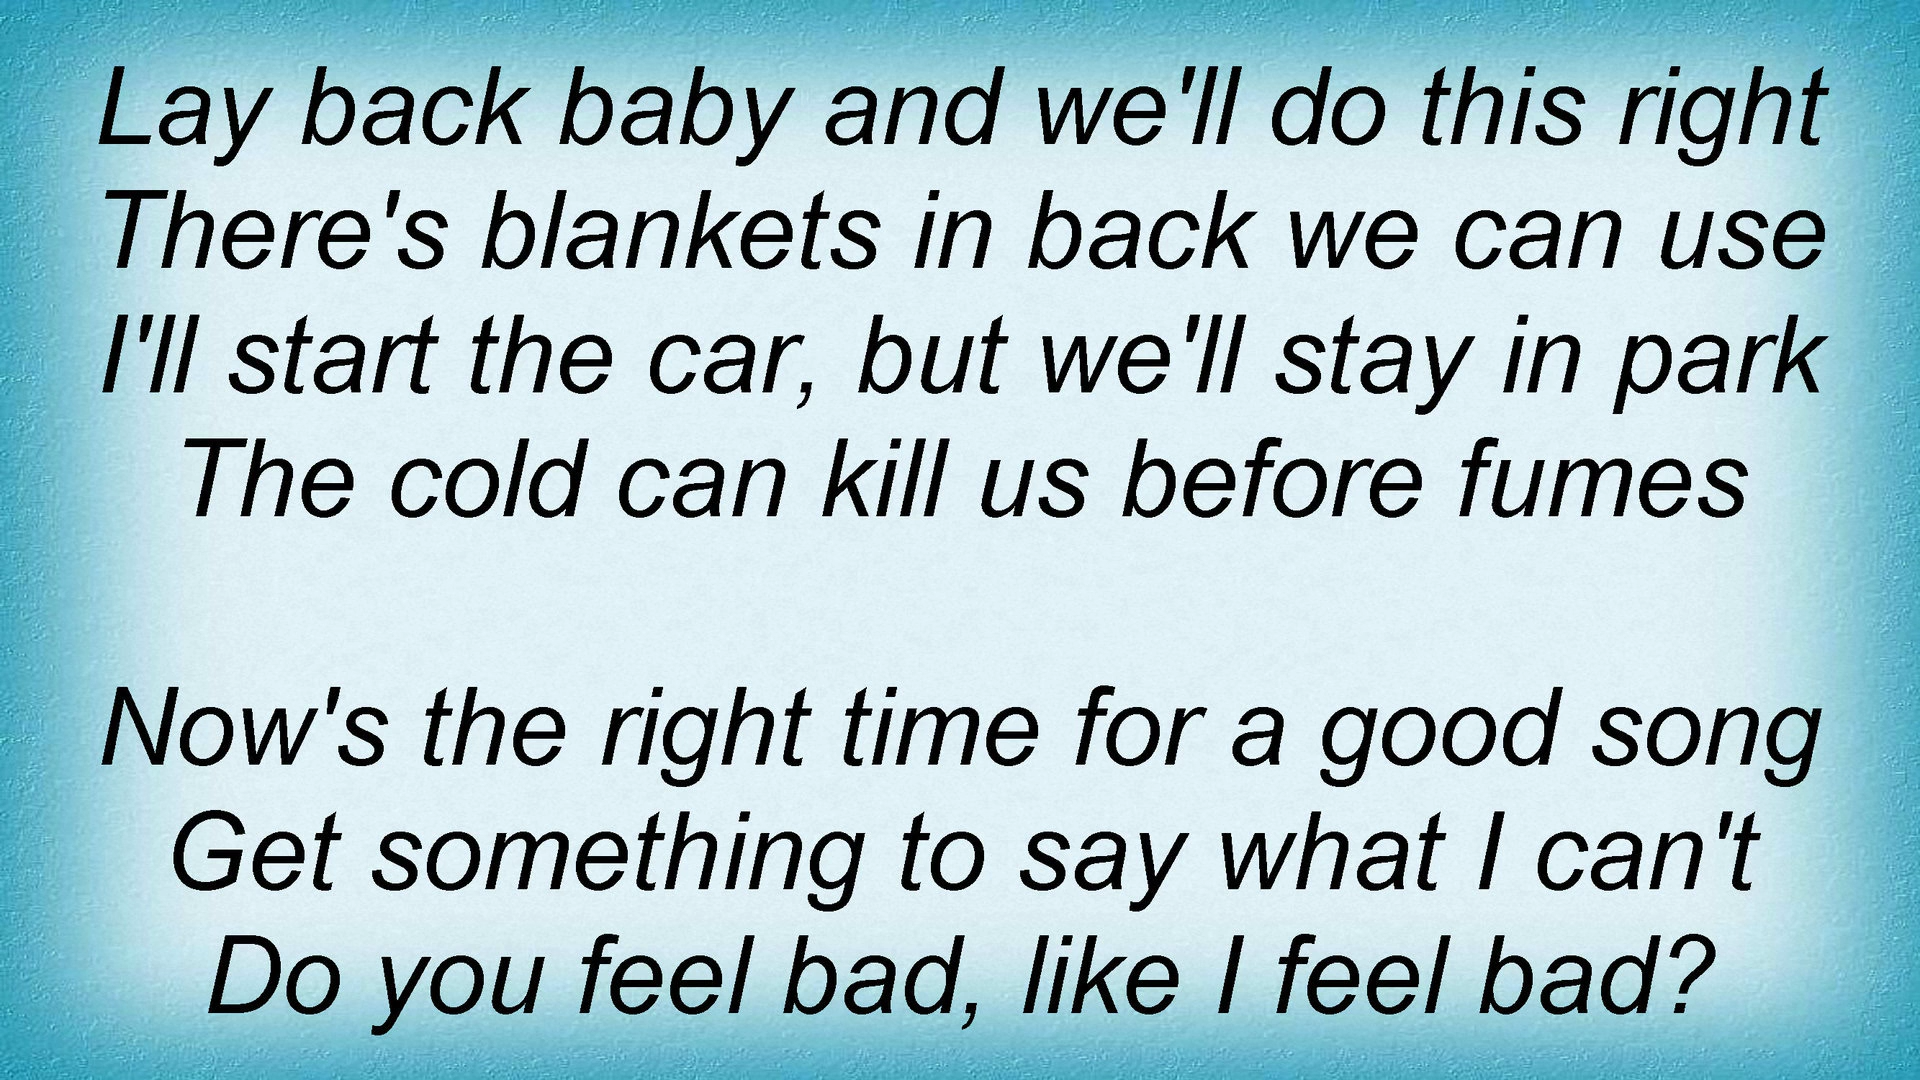 Lay back baby and we'll do this right
There's blankets in back we can use
I'll start the car, but we'll stay in park
The cold can kill us before fumes

Now's the right time for a good song
Get something to say what I can't
Do you feel bad, like I feel bad?